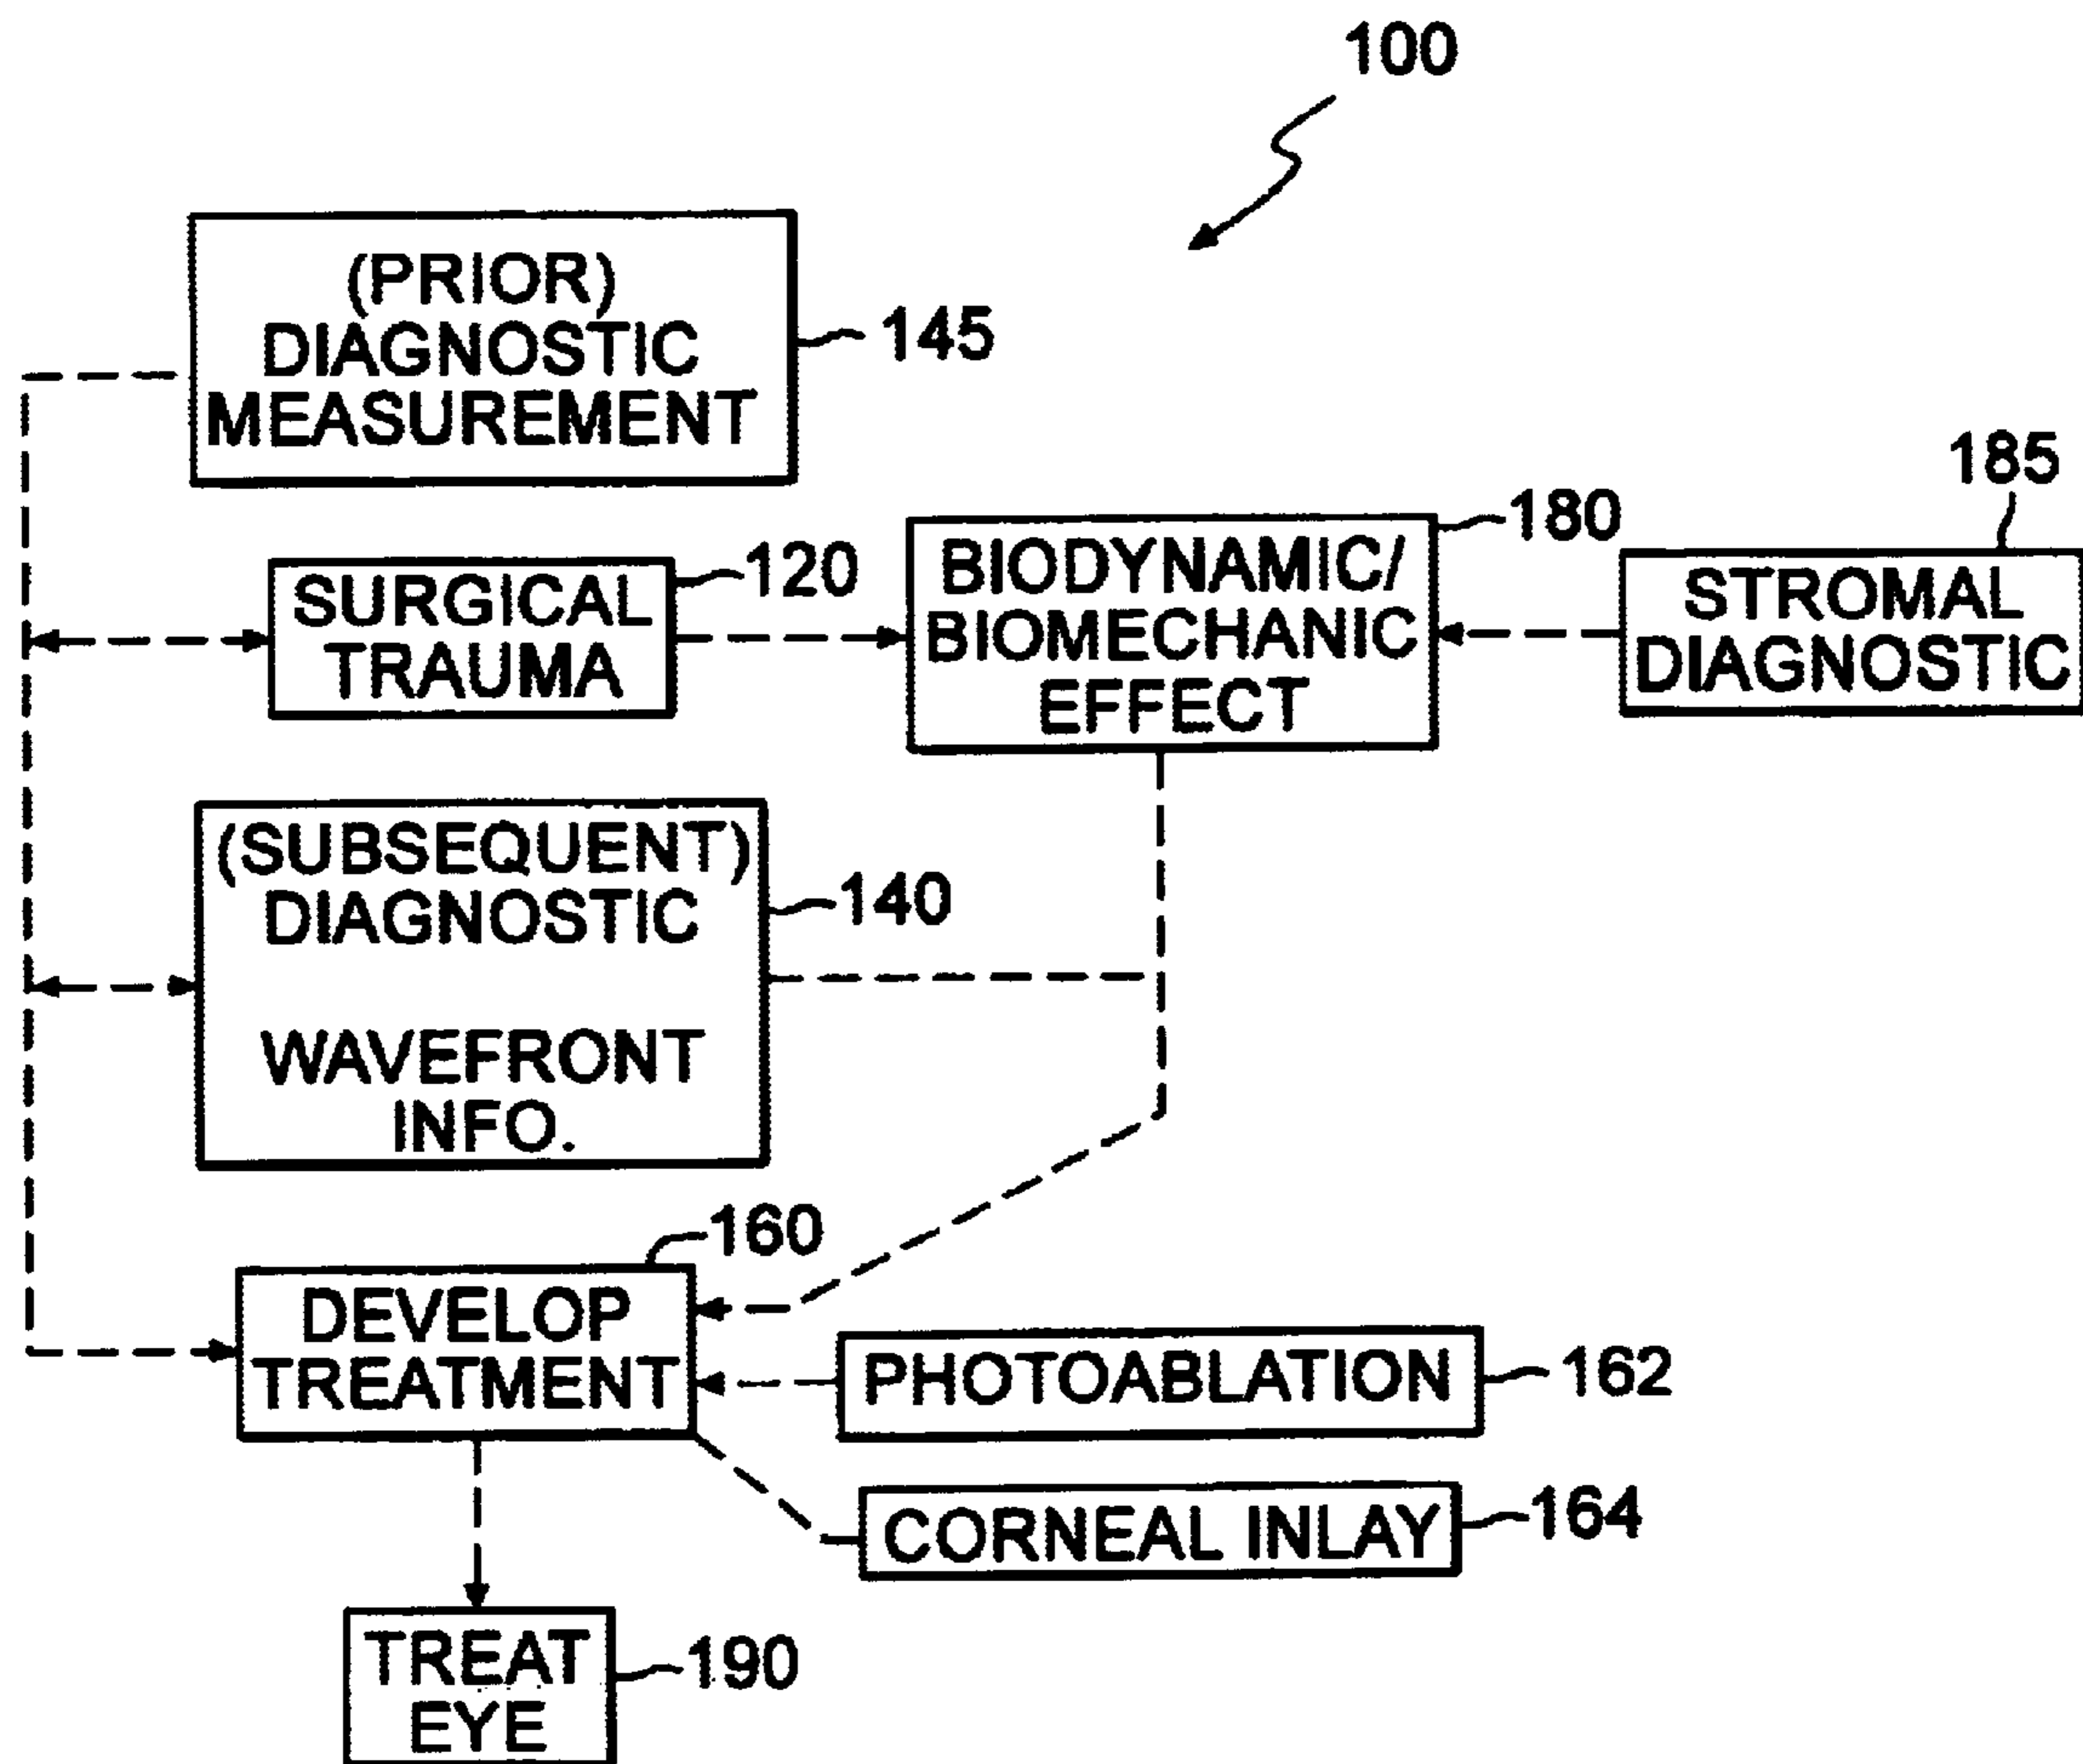 100
(PRIOR)
DIAGNOSTIC
MEASUREMENT
145
185
180
120
SURGICAL
TRAUMA
BIODYNAMIC/
BIOMECHANIC
EFFECT
STROMAL
DIAGNOSTIC
(SUBSEQUENT)
DIAGNOSTIC
140
WAVEFRONT
INFO.
160
DEVELOP
TREATMENT
PHOTOABLATION
162
CORNEAL INLAY
164
TREAT
EYE
190